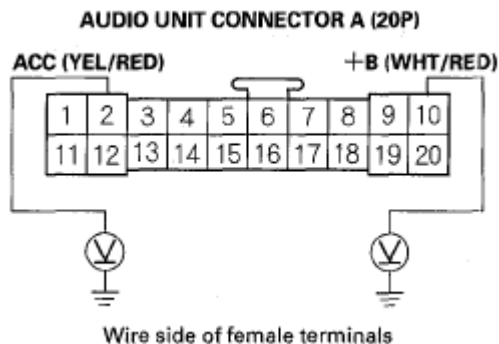 AUDIO UNIT CONNECTOR A (20P)
ACC (YEL/RED) +B (WHT/RED)
1 2 3 4 5 6 7 8 9 10
11 12 13 14 15 16 17 18 19 20
V V
Wire side of female terminals